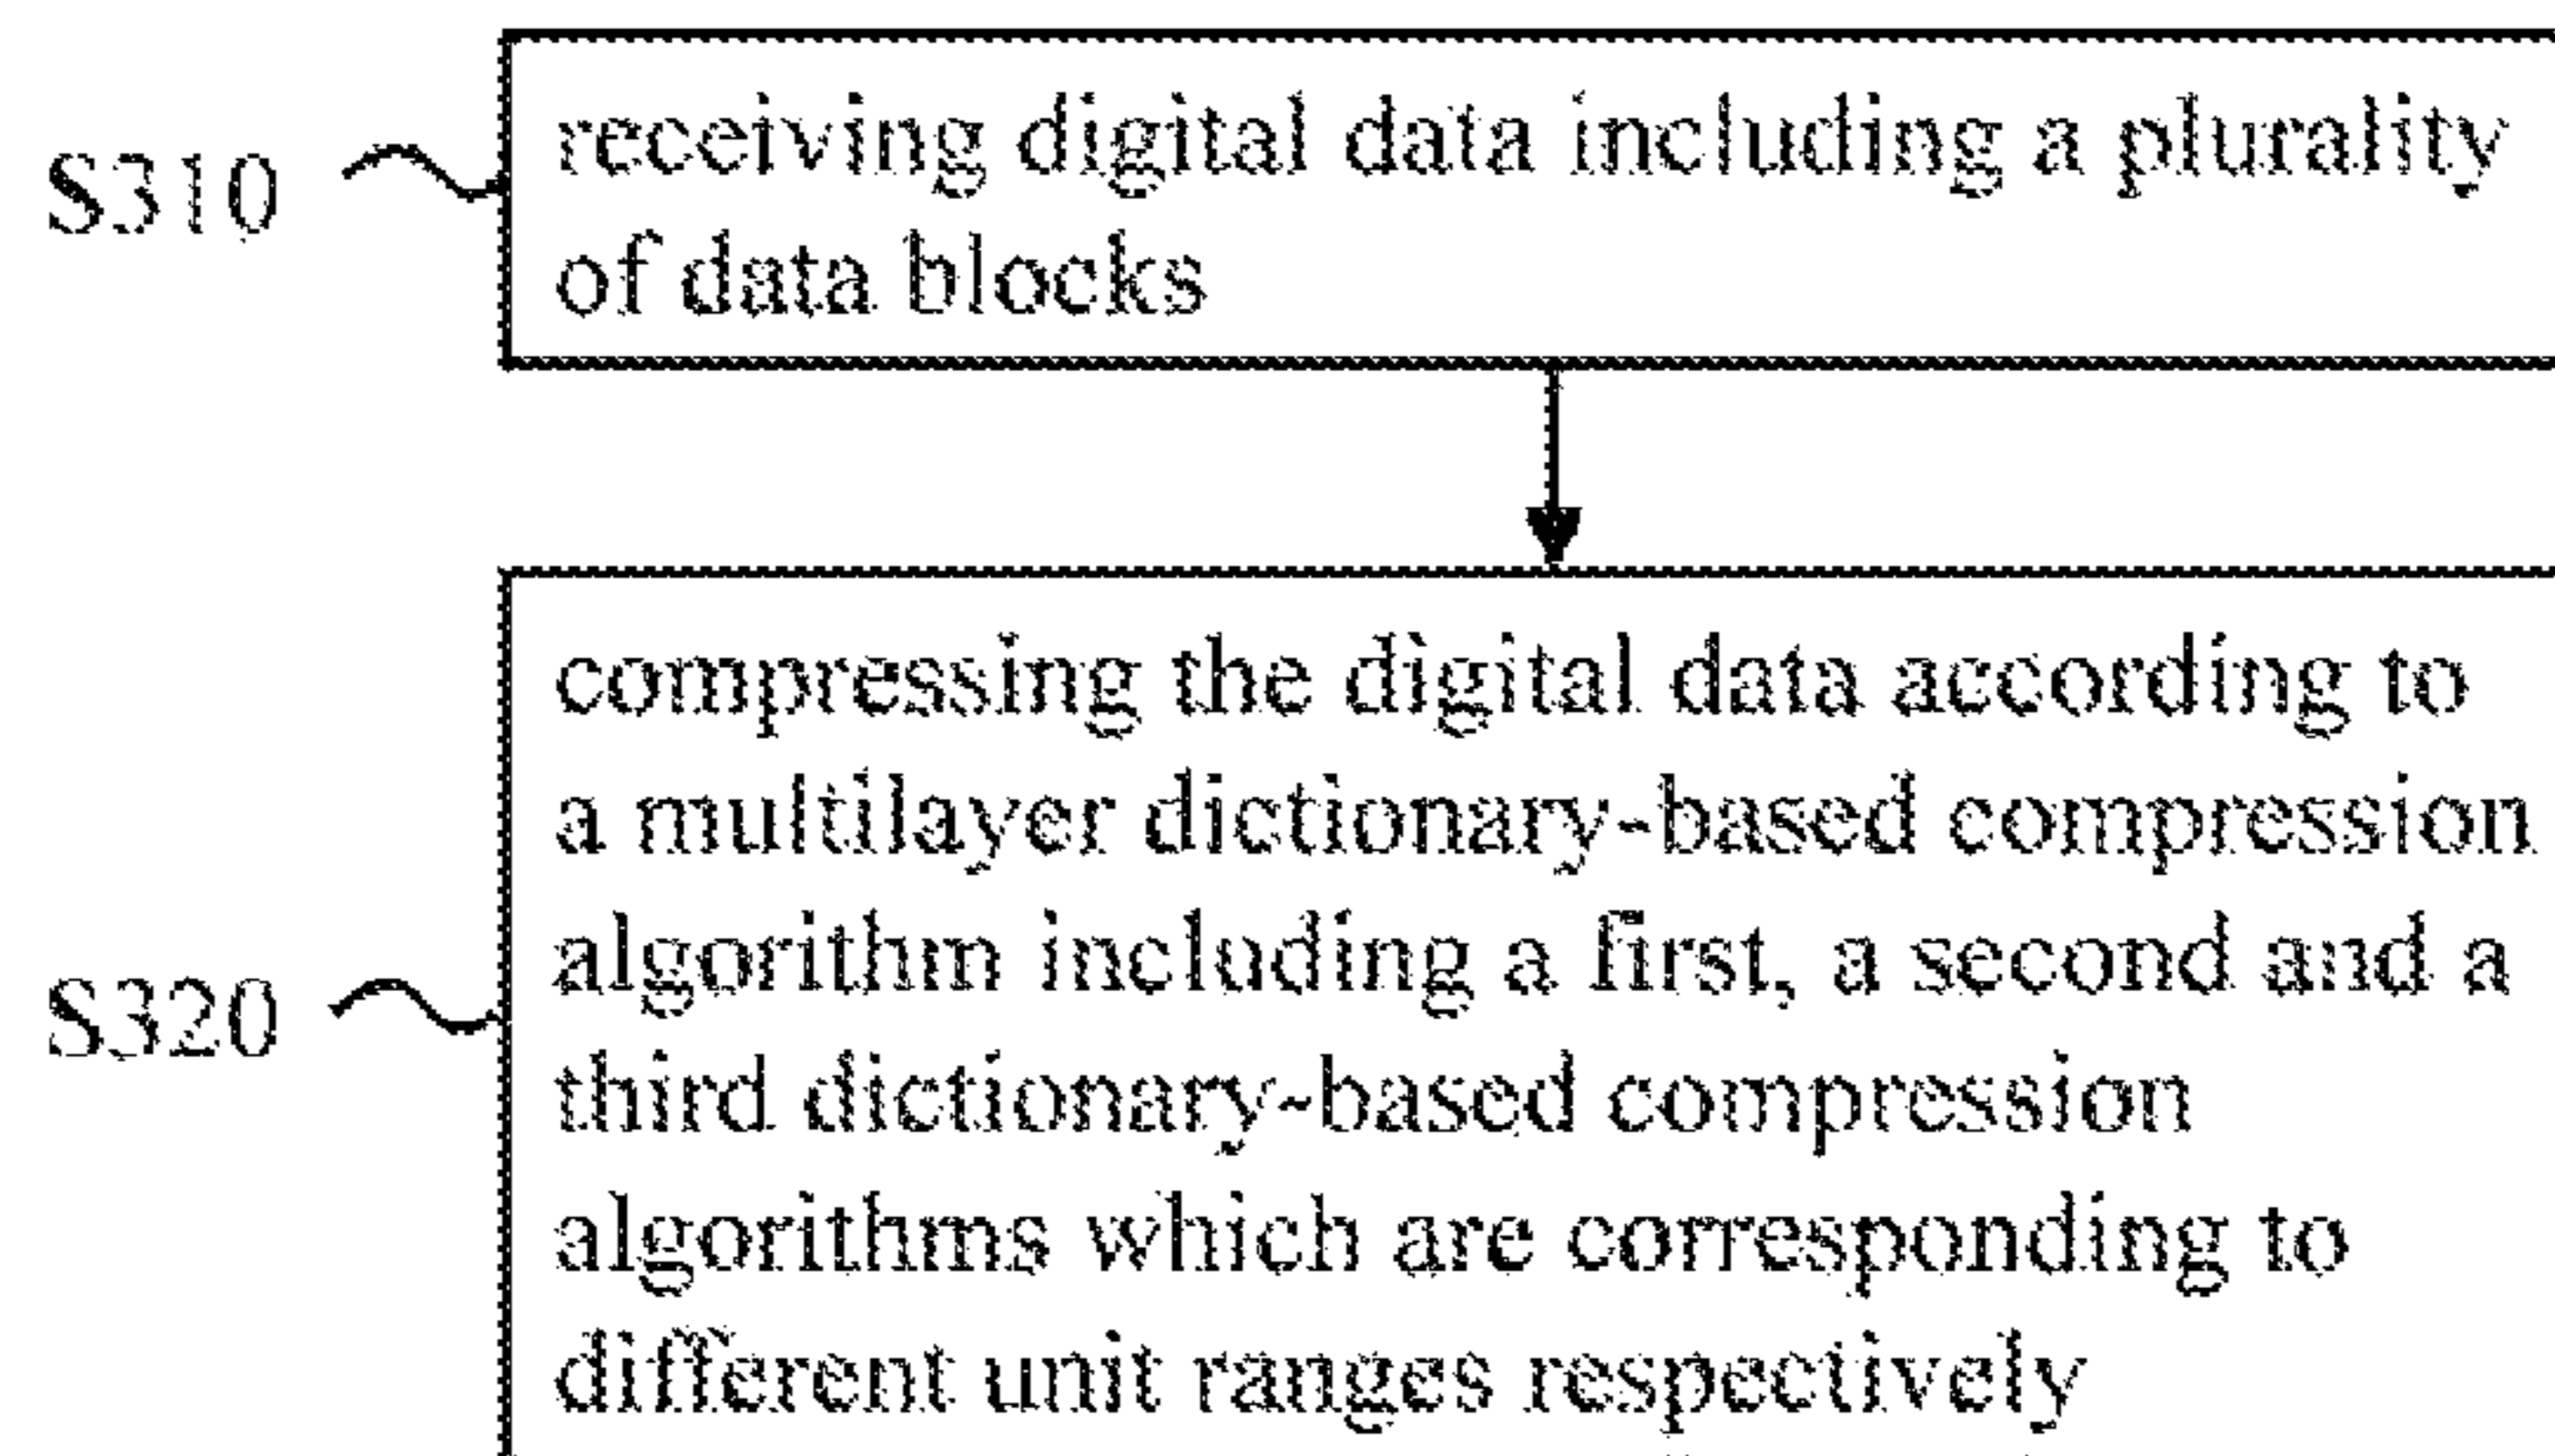 S310
receiving digital data including a plurality
of data blocks
S320
compressing the digital data according to
a multilayer dictionary-based compression
algorithm including a first, a second and a
third dictionary-based compression
algorithms which are corresponding to
different unit ranges respectively